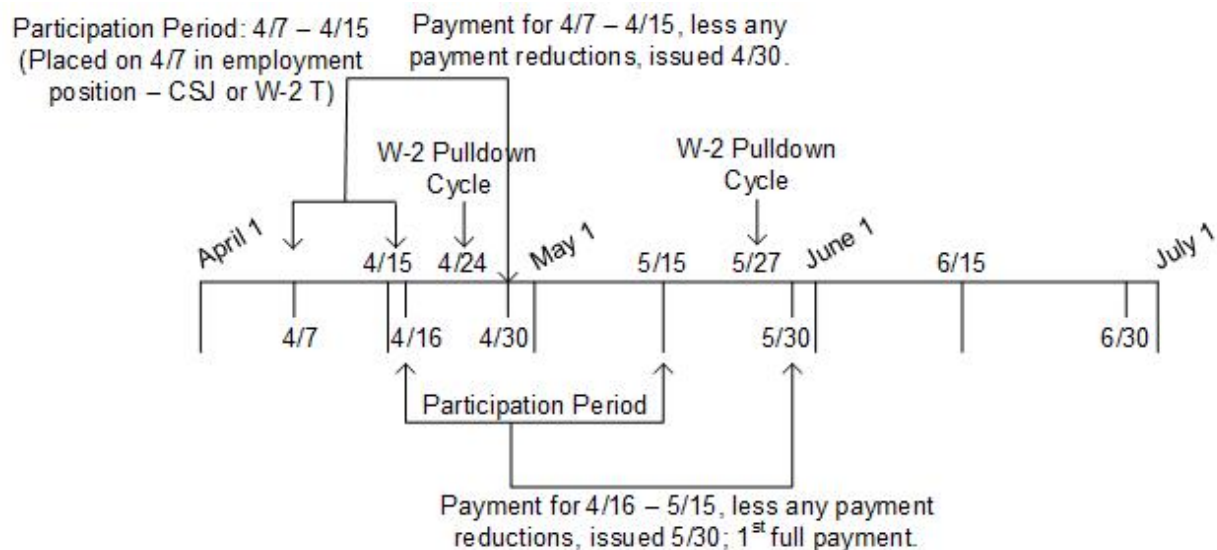 Participation Period: 4/7 – 4/15
(Placed on 4/7 in employment
position – CSJ or W-2 T)
Payment for 4/7 – 4/15, less any
payment reductions, issued 4/30.
W-2 Pulldown
Cycle
W-2 Pulldown
Cycle
April 1
4/15
4/24
May 1
5/15
5/27
June 1
6/15
July 1
4/7
4/16
4/30
5/30
6/30
Participation Period
Payment for 4/16 – 5/15, less any payment
reductions, issued 5/30; 1st full payment.